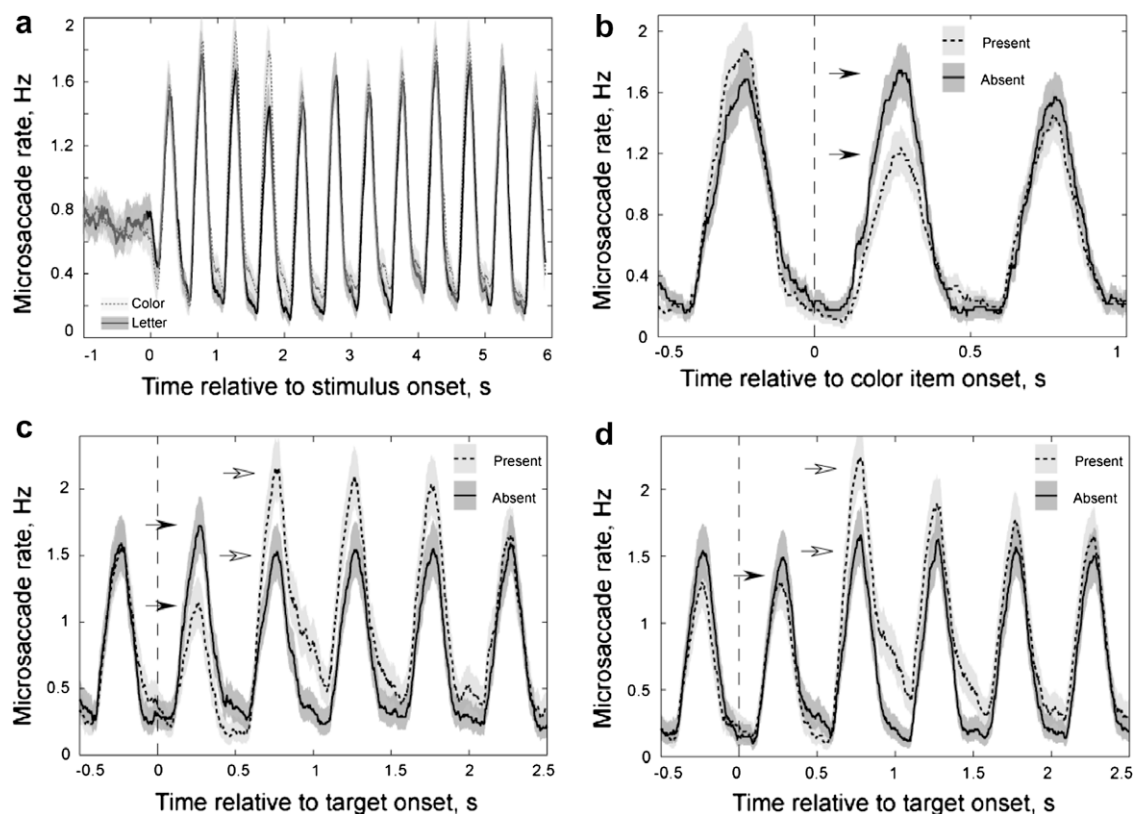 a
Microsaccade rate, Hz
2
1.6
1.2
0.8
0.4
0
Color
Letter
-1 0 1 2 3 4 5 6
Time relative to stimulus onset, s
b
Microsaccade rate, Hz
2
1.6
1.2
0.8
0.4
0
Present
Absent
-0.5 0 0.5 1
Time relative to color item onset, s
c
Microsaccade rate, Hz
2
1.5
1
0.5
0
Present
Absent
-0.5 0 0.5 1 1.5 2 2.5
Time relative to target onset, s
d
Microsaccade rate, Hz
2
1.5
1
0.5
0
Present
Absent
-0.5 0 0.5 1 1.5 2 2.5
Time relative to target onset, s